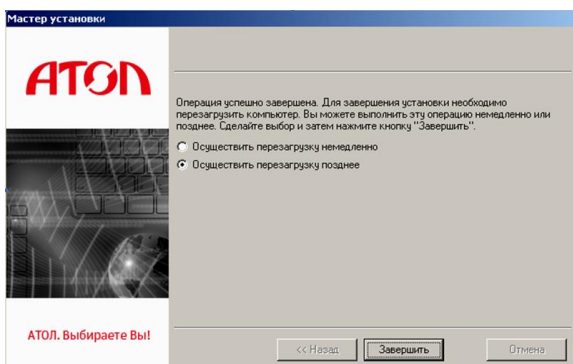 Мастер установки
АТОЛ
Операция успешно завершена. Для завершения установки необходимо
перезагрузить компьютер. Вы можете выполнить эту операцию немедленно или
позднее. Сделайте выбор и затем нажмите кнопку "Завершить".
Осуществить перезагрузку немедленно
Осуществить перезагрузку позднее
АТОЛ. Выбираете Вы!
<< Назад
Завершить
Отмена